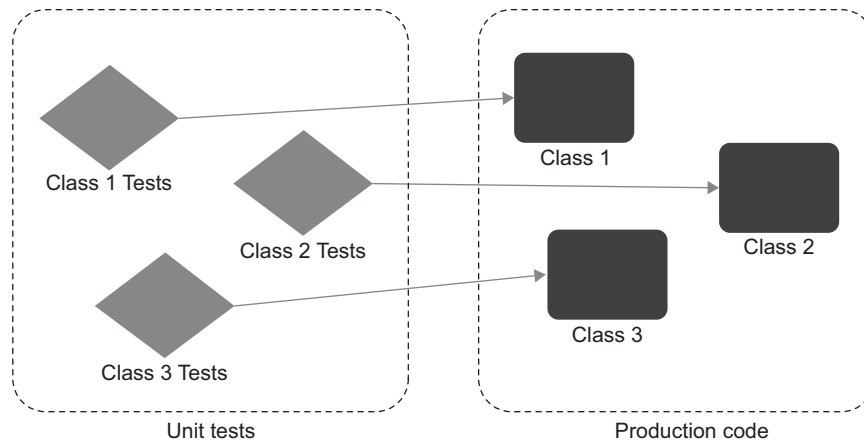 Class 1 Tests
Class 2 Tests
Class 3 Tests
Unit tests
Class 1
Class 2
Class 3
Production code